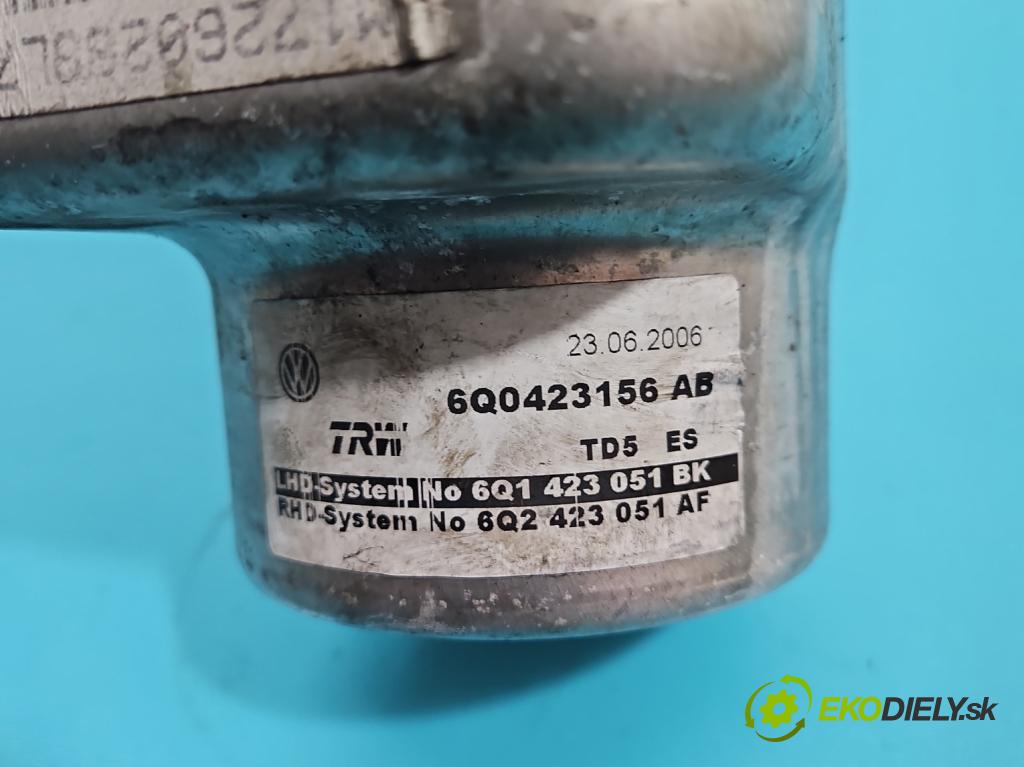 23.06.2006
6Q0423156 AB
TRW
TD5 ES
LHD-System No 6Q1 423 051 BK
RHD-System No 6Q2 423 051 AF
EKODIELY.sk